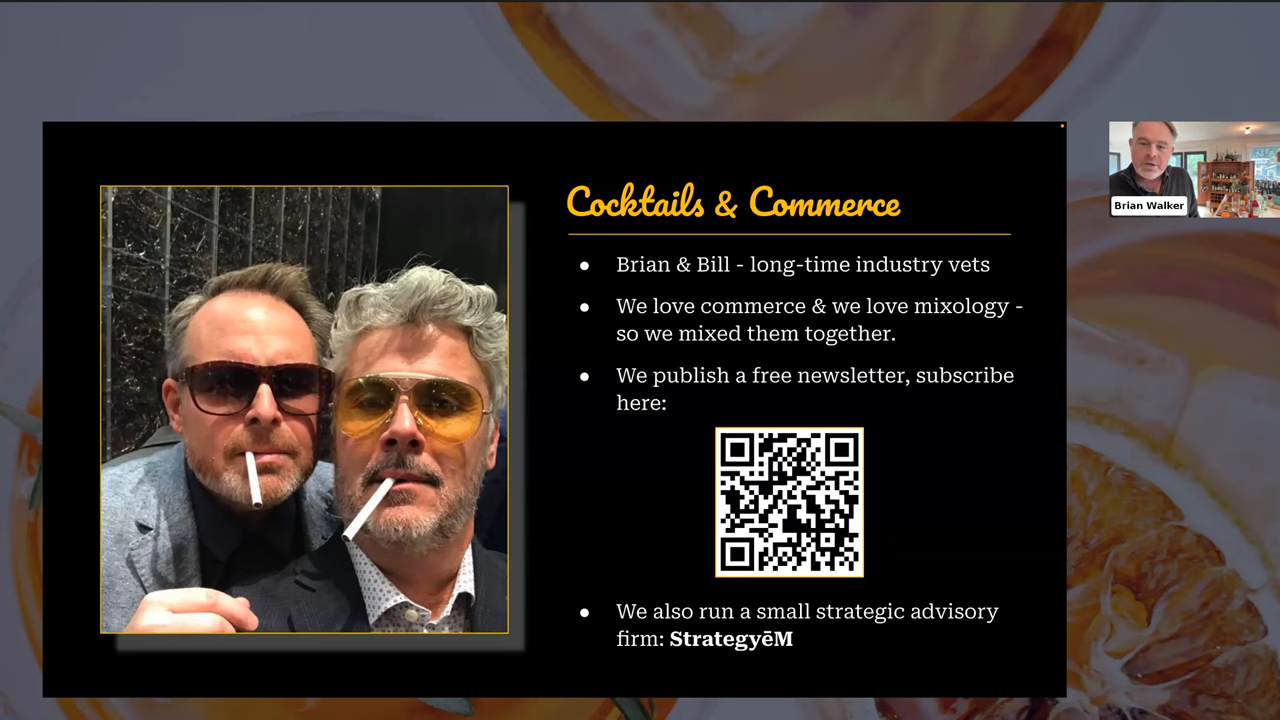 Cocktails & Commerce
Brian & Bill - long-time industry vets
We love commerce & we love mixology -
so we mixed them together.
We publish a free newsletter, subscribe
here:
We also run a small strategic advisory
firm: StrategyēM
Brian Walker